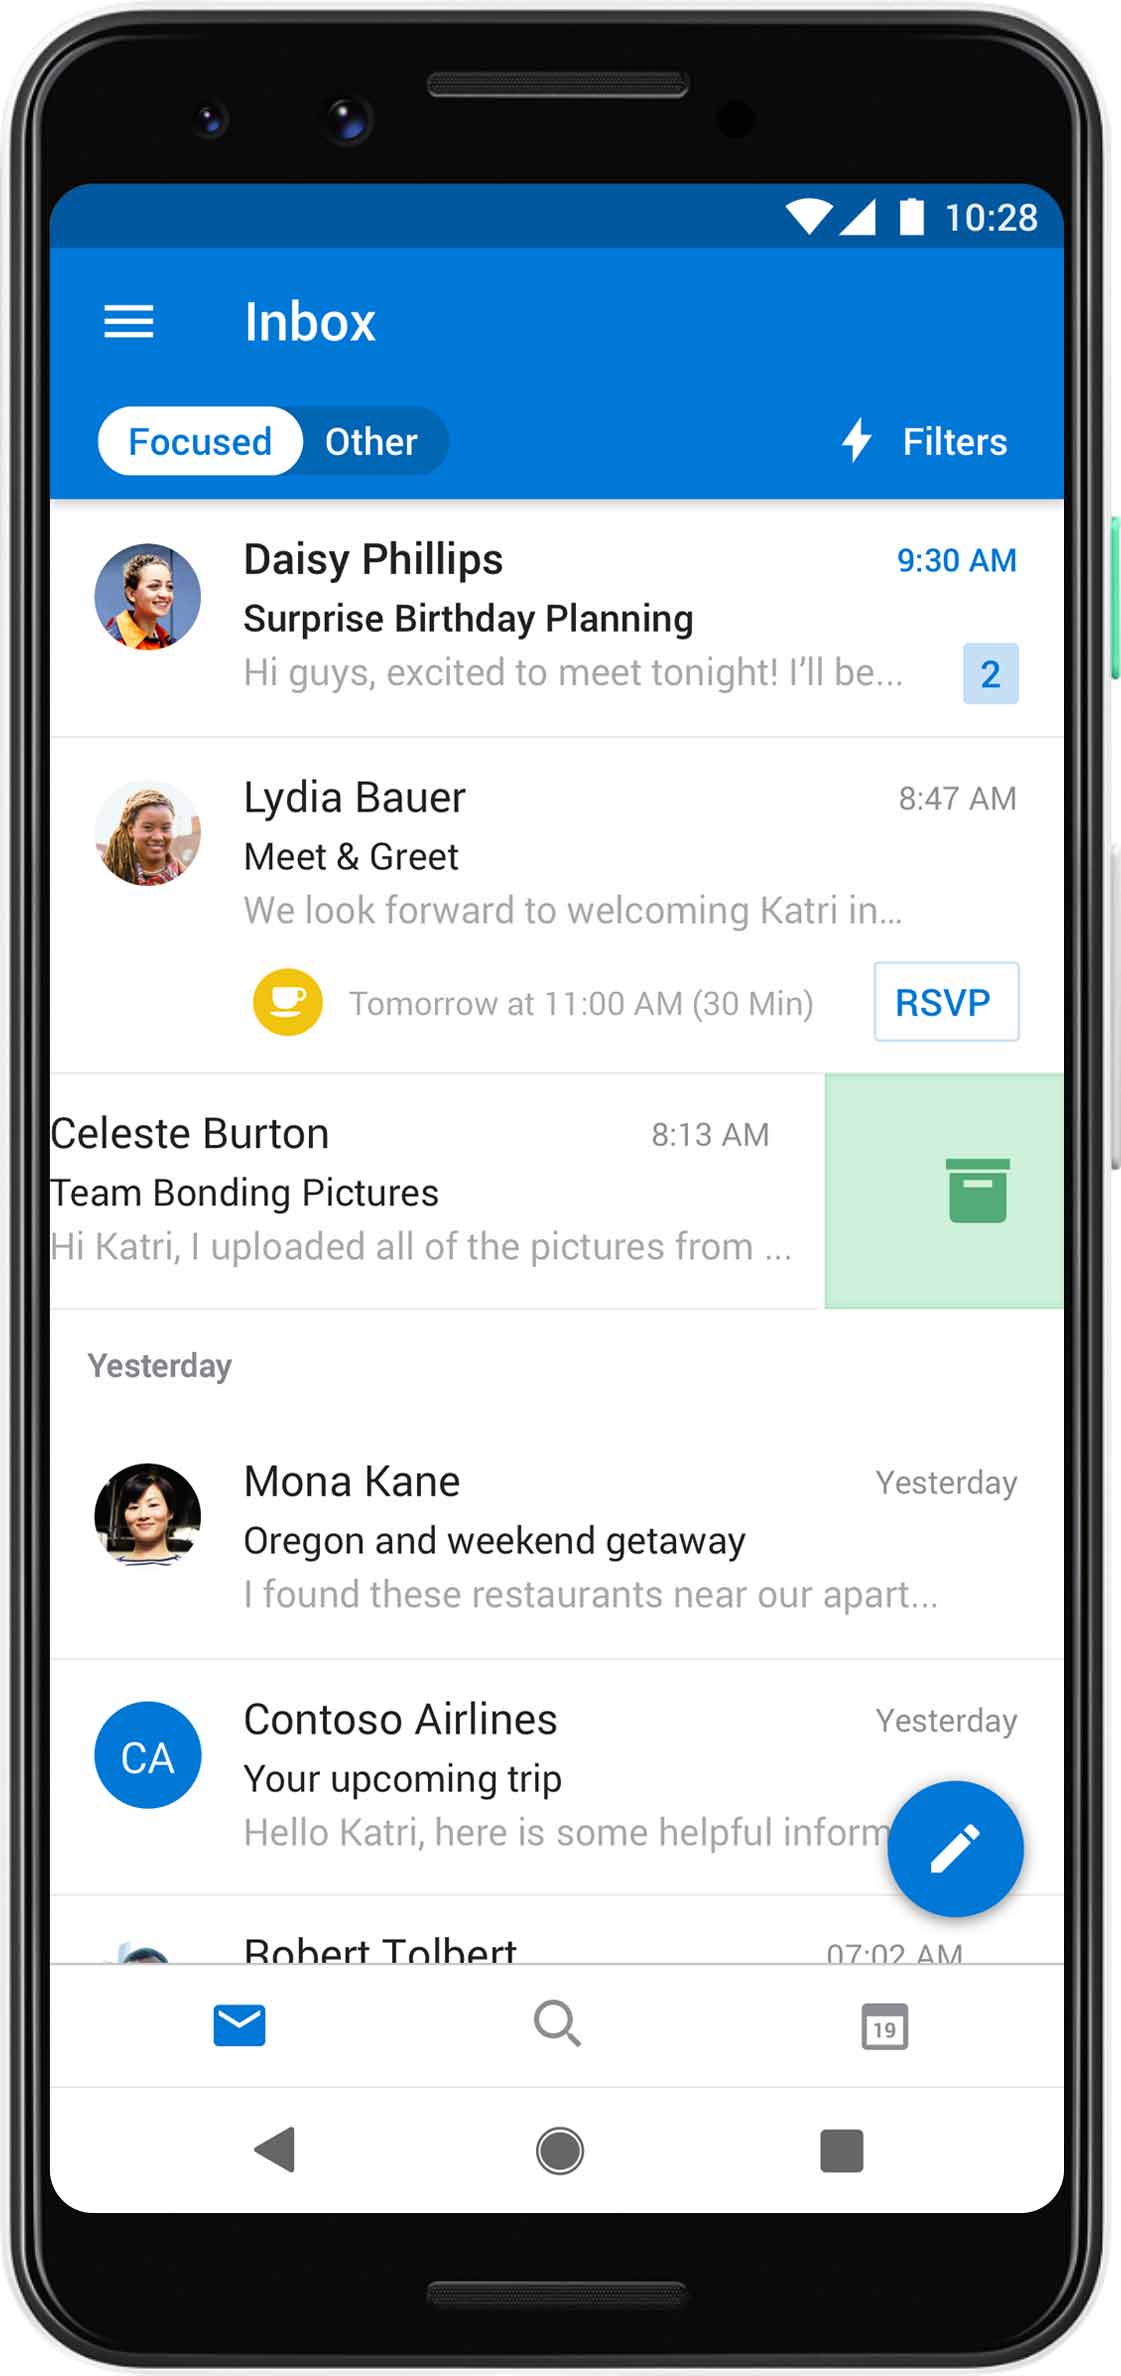 10:28
Inbox
Focused Other Filters
Daisy Phillips 9:30 AM
Surprise Birthday Planning
Hi guys, excited to meet tonight! I'll be... 2
Lydia Bauer 8:47 AM
Meet & Greet
We look forward to welcoming Katri in...
Tomorrow at 11:00 AM (30 Min) RSVP
Celeste Burton 8:13 AM
Team Bonding Pictures
Hi Katri, I uploaded all of the pictures from ...
Yesterday
Mona Kane Yesterday
Oregon and weekend getaway
I found these restaurants near our apart...
Contoso Airlines Yesterday
CA
Your upcoming trip
Hello Katri, here is some helpful inform
Robert Tolbert 07:02 AM
19